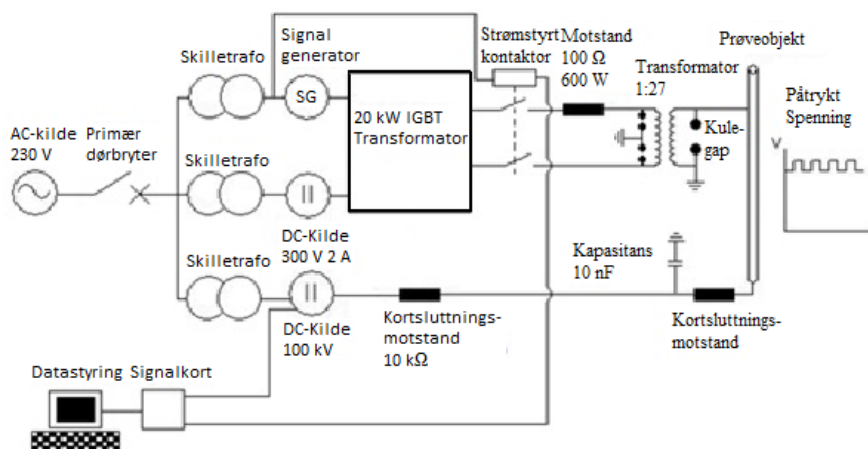 Skilletrafo
Signal
generator
Strømstyrt
kontaktor
Motstand
100 Ω
600 W
Prøveobjekt
Transformator
1:27
SG
20 kW IGBT
Transformator
Kule-
gap
Påtrykt
Spenning
V
AC-kilde
230 V
Primær
dørbryter
Skilletrafo
DC-Kilde
300 V 2 A
Skilletrafo
Kapasitans
10 nF
DC-Kilde
100 kV
Kortsluttnings-
motstand
10 kΩ
Kortsluttnings-
motstand
Datastyring Signalkort